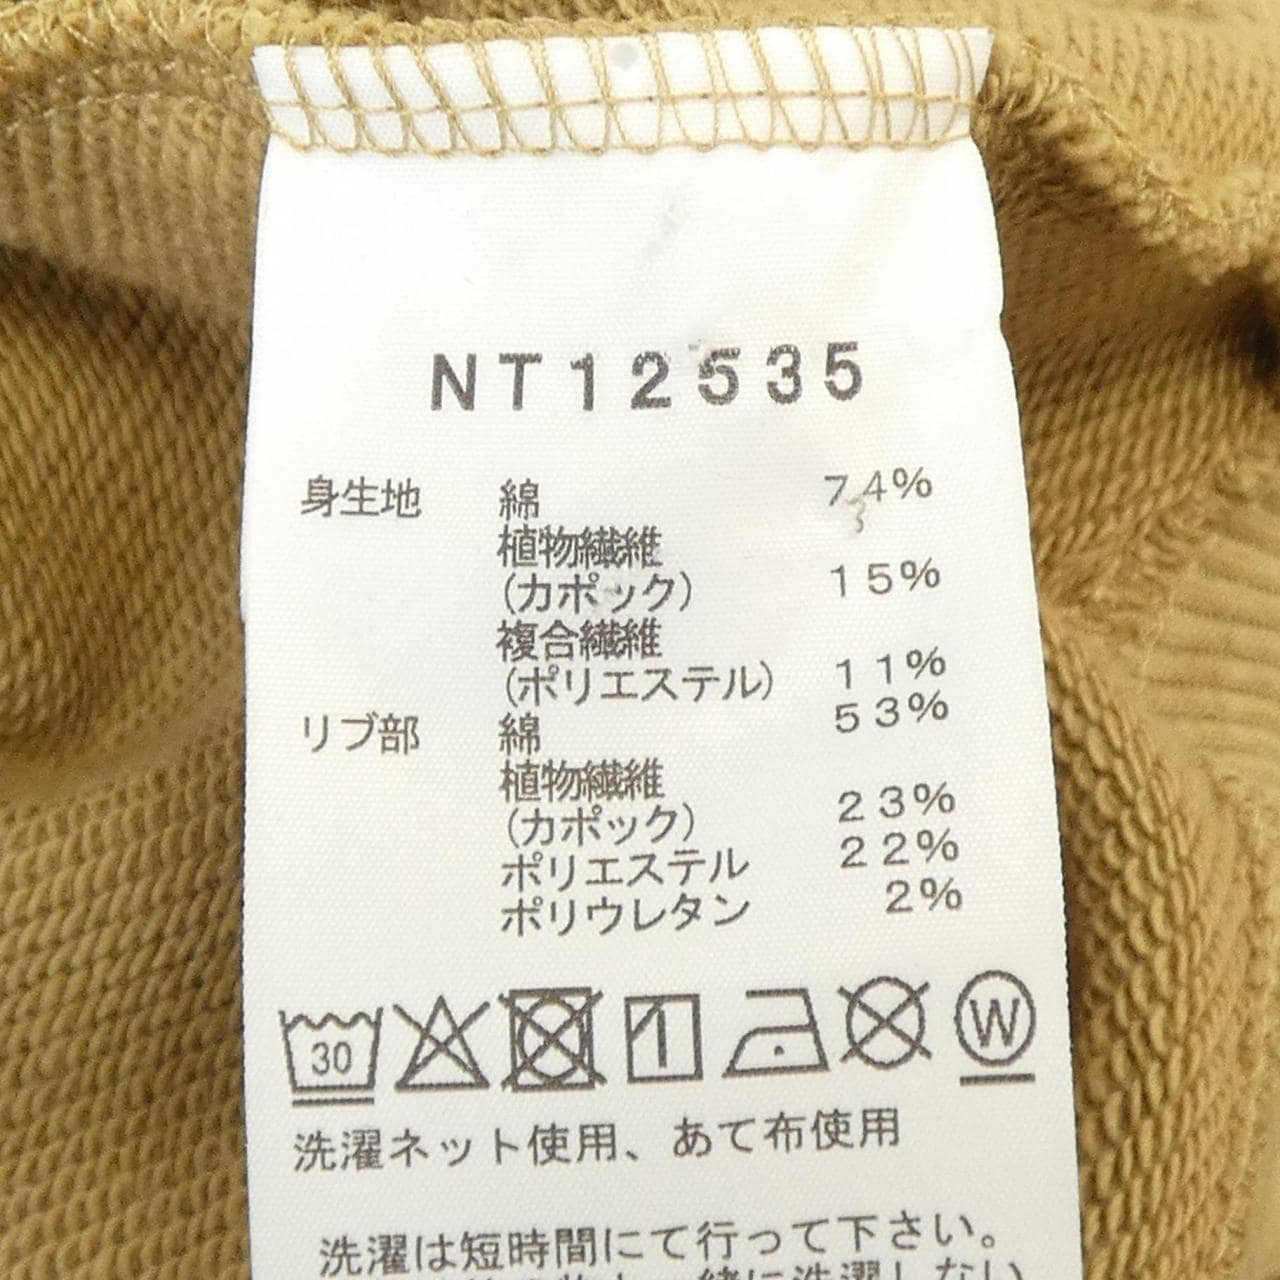 NT12535
身生地 綿 74%
植物繊維
(カポック) 15%
複合繊維
(ポリエステル) 11%
リブ部 綿 53%
植物繊維
(カポック) 23%
ポリエステル 22%
ポリウレタン 2%
30 W
洗濯ネット使用、あて布使用
洗濯は短時間にて行って下さい。